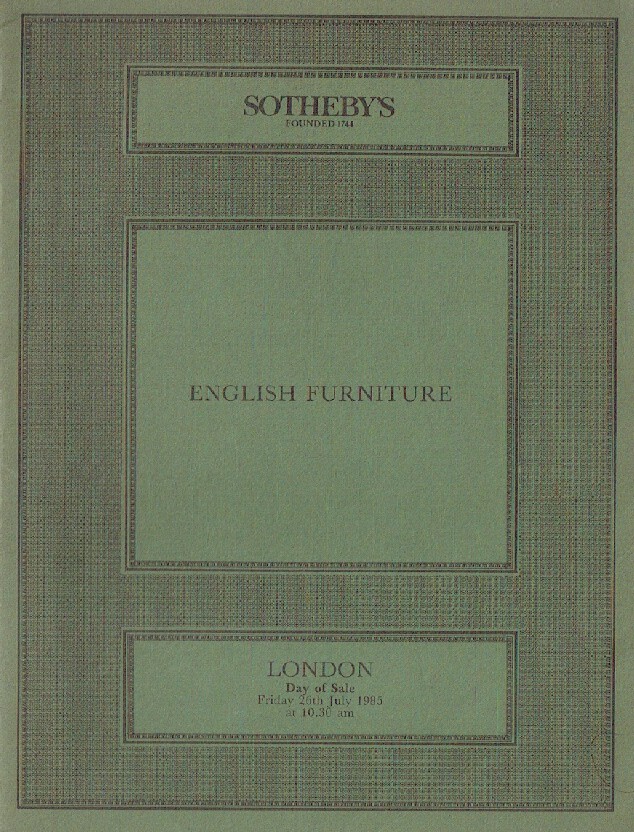 SOTHEBY'S
FOUNDED 1744
ENGLISH FURNITURE
LONDON
Day of Sale
Friday 26th July 1985
at 10.30 am